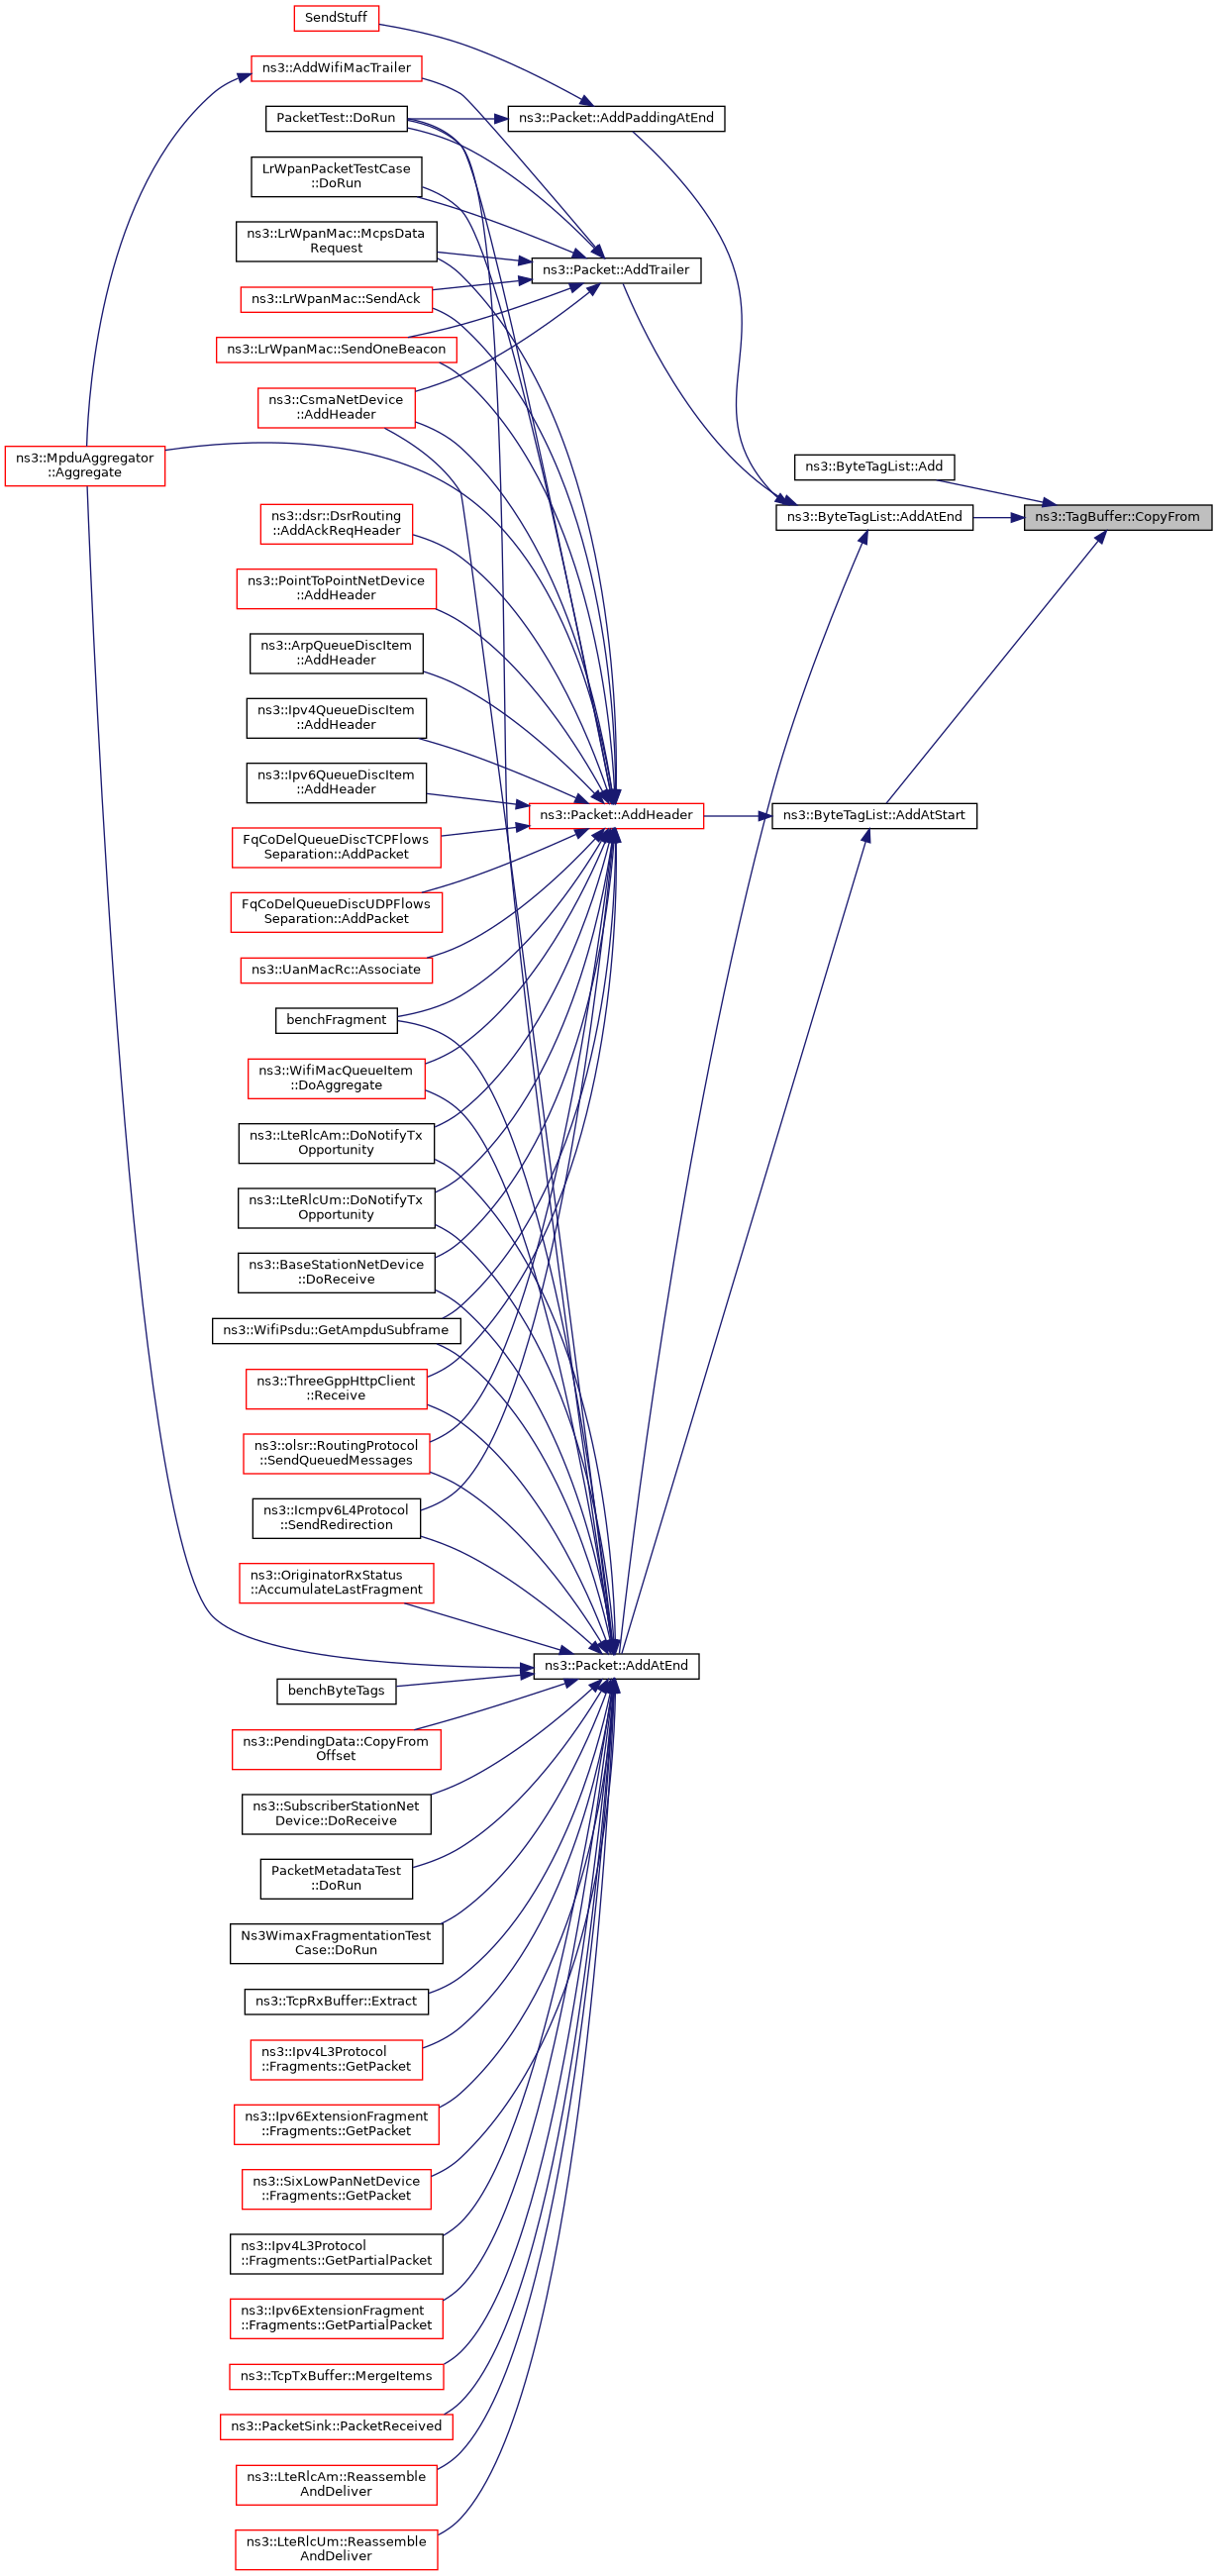 SendStuff
ns3::AddWifiMacTrailer
PacketTest::DoRun
ns3::Packet::AddPaddingAtEnd
LrWpanPacketTestCase
::DoRun
ns3::LrWpanMac::McpsData
Request
ns3::Packet::AddTrailer
ns3::LrWpanMac::SendAck
ns3::LrWpanMac::SendOneBeacon
ns3::CsmaNetDevice
::AddHeader
ns3::MpduAggregator
::Aggregate
ns3::ByteTagList::Add
ns3::ByteTagList::AddAtEnd
ns3::TagBuffer::CopyFrom
ns3::dsr::DsrRouting
::AddAckReqHeader
ns3::PointToPointNetDevice
::AddHeader
ns3::ArpQueueDiscItem
::AddHeader
ns3::Ipv4QueueDiscItem
::AddHeader
ns3::Ipv6QueueDiscItem
::AddHeader
ns3::Packet::AddHeader
ns3::ByteTagList::AddAtStart
FqCoDelQueueDiscTCPFlows
Separation::AddPacket
FqCoDelQueueDiscUDPFlows
Separation::AddPacket
ns3::UanMacRc::Associate
benchFragment
ns3::WifiMacQueueItem
::DoAggregate
ns3::LteRlcAm::DoNotifyTx
Opportunity
ns3::LteRlcUm::DoNotifyTx
Opportunity
ns3::BaseStationNetDevice
::DoReceive
ns3::WifiPsdu::GetAmpduSubframe
ns3::ThreeGppHttpClient
::Receive
ns3::olsr::RoutingProtocol
::SendQueuedMessages
ns3::Icmpv6L4Protocol
::SendRedirection
ns3::OriginatorRxStatus
::AccumulateLastFragment
ns3::Packet::AddAtEnd
benchByteTags
ns3::PendingData::CopyFrom
Offset
ns3::SubscriberStationNet
Device::DoReceive
PacketMetadataTest
::DoRun
Ns3WimaxFragmentationTest
Case::DoRun
ns3::TcpRxBuffer::Extract
ns3::Ipv4L3Protocol
::Fragments::GetPacket
ns3::Ipv6ExtensionFragment
::Fragments::GetPacket
ns3::SixLowPanNetDevice
::Fragments::GetPacket
ns3::Ipv4L3Protocol
::Fragments::GetPartialPacket
ns3::Ipv6ExtensionFragment
::Fragments::GetPartialPacket
ns3::TcpTxBuffer::MergeItems
ns3::PacketSink::PacketReceived
ns3::LteRlcAm::Reassemble
AndDeliver
ns3::LteRlcUm::Reassemble
AndDeliver